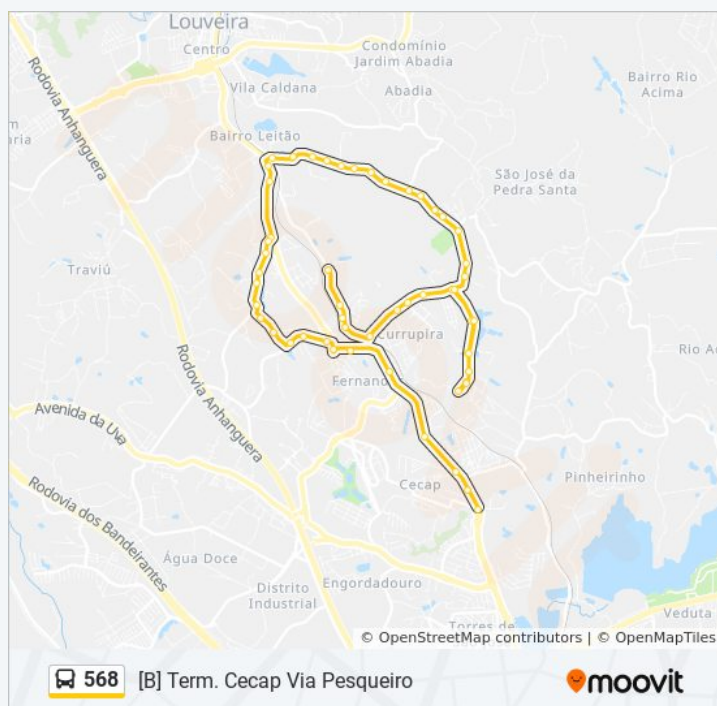 Louveira
Centro
Condomínio
Jardim Abadia
Vila Caldana
Abadia
Bairro Rio
Acima
Rodovia Anhanguera
Bairro Leitão
São José da
Pedra Santa
Traviú
Currupira
Rio A
Rodovia Anhanguera
Fernand
Avenida da Uva
Cecap
Pinheirinho
Rodovia dos Bandeirantes
Água Doce
Engordadouro
Distrito
Industrial
Veduta
Torres de
© OpenStreetMap contributors | © OpenMapTiles
568 [B] Term. Cecap Via Pesqueiro
moovit